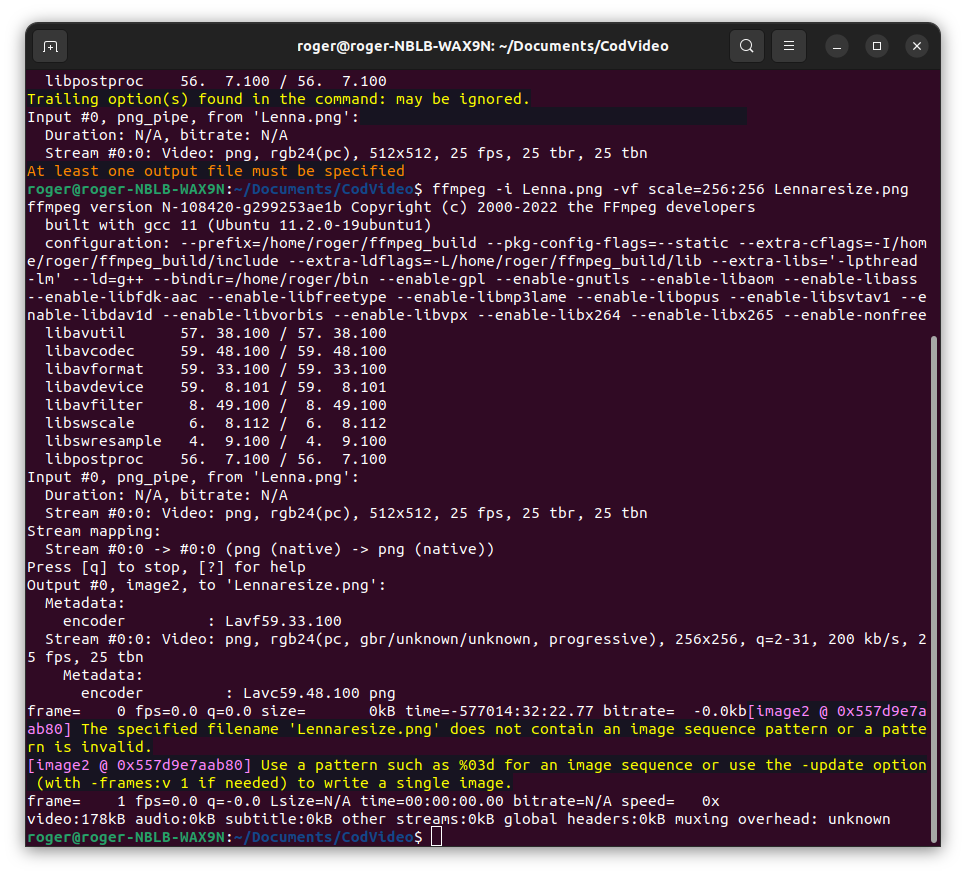 roger@roger-NBLB-WAX9N: ~/Documents/CodVideo
  libpostproc    56.  7.100 / 56.  7.100
Trailing option(s) found in the command: may be ignored.
Input #0, png_pipe, from 'Lenna.png':
  Duration: N/A, bitrate: N/A
  Stream #0:0: Video: png, rgb24(pc), 512x512, 25 fps, 25 tbr, 25 tbn
At least one output file must be specified
roger@roger-NBLB-WAX9N:~/Documents/CodVideo$ ffmpeg -i Lenna.png -vf scale=256:256 Lennaresize.png
ffmpeg version N-108420-g299253ae1b Copyright (c) 2000-2022 the FFmpeg developers
  built with gcc 11 (Ubuntu 11.2.0-19ubuntu1)
  configuration: --prefix=/home/roger/ffmpeg_build --pkg-config-flags=--static --extra-cflags=-I/hom
e/roger/ffmpeg_build/include --extra-ldflags=-L/home/roger/ffmpeg_build/lib --extra-libs='-lpthread
-lm' --ld=g++ --bindir=/home/roger/bin --enable-gpl --enable-gnutls --enable-libaom --enable-libass
--enable-libfdk-aac --enable-libfreetype --enable-libmp3lame --enable-libopus --enable-libsvtav1 --e
nable-libdav1d --enable-libvorbis --enable-libvpx --enable-libx264 --enable-libx265 --enable-nonfree
  libavutil      57. 38.100 / 57. 38.100
  libavcodec     59. 48.100 / 59. 48.100
  libavformat    59. 33.100 / 59. 33.100
  libavdevice    59.  8.101 / 59.  8.101
  libavfilter     8. 49.100 /  8. 49.100
  libswscale      6.  8.112 /  6.  8.112
  libswresample   4.  9.100 /  4.  9.100
  libpostproc    56.  7.100 / 56.  7.100
Input #0, png_pipe, from 'Lenna.png':
  Duration: N/A, bitrate: N/A
  Stream #0:0: Video: png, rgb24(pc), 512x512, 25 fps, 25 tbr, 25 tbn
Stream mapping:
  Stream #0:0 -> #0:0 (png (native) -> png (native))
Press [q] to stop, [?] for help
Output #0, image2, to 'Lennaresize.png':
  Metadata:
    encoder         : Lavf59.33.100
  Stream #0:0: Video: png, rgb24(pc, gbr/unknown/unknown, progressive), 256x256, q=2-31, 200 kb/s, 2
5 fps, 25 tbn
    Metadata:
      encoder         : Lavc59.48.100 png
frame=    0 fps=0.0 q=0.0 size=       0kB time=-577014:32:22.77 bitrate=  -0.0kb[image2 @ 0x557d9e7a
ab80] The specified filename 'Lennaresize.png' does not contain an image sequence pattern or a patte
rn is invalid.
[image2 @ 0x557d9e7aab80] Use a pattern such as %03d for an image sequence or use the -update option
 (with -frames:v 1 if needed) to write a single image.
frame=    1 fps=0.0 q=-0.0 Lsize=N/A time=00:00:00.00 bitrate=N/A speed=   0x
video:178kB audio:0kB subtitle:0kB other streams:0kB global headers:0kB muxing overhead: unknown
roger@roger-NBLB-WAX9N:~/Documents/CodVideo$